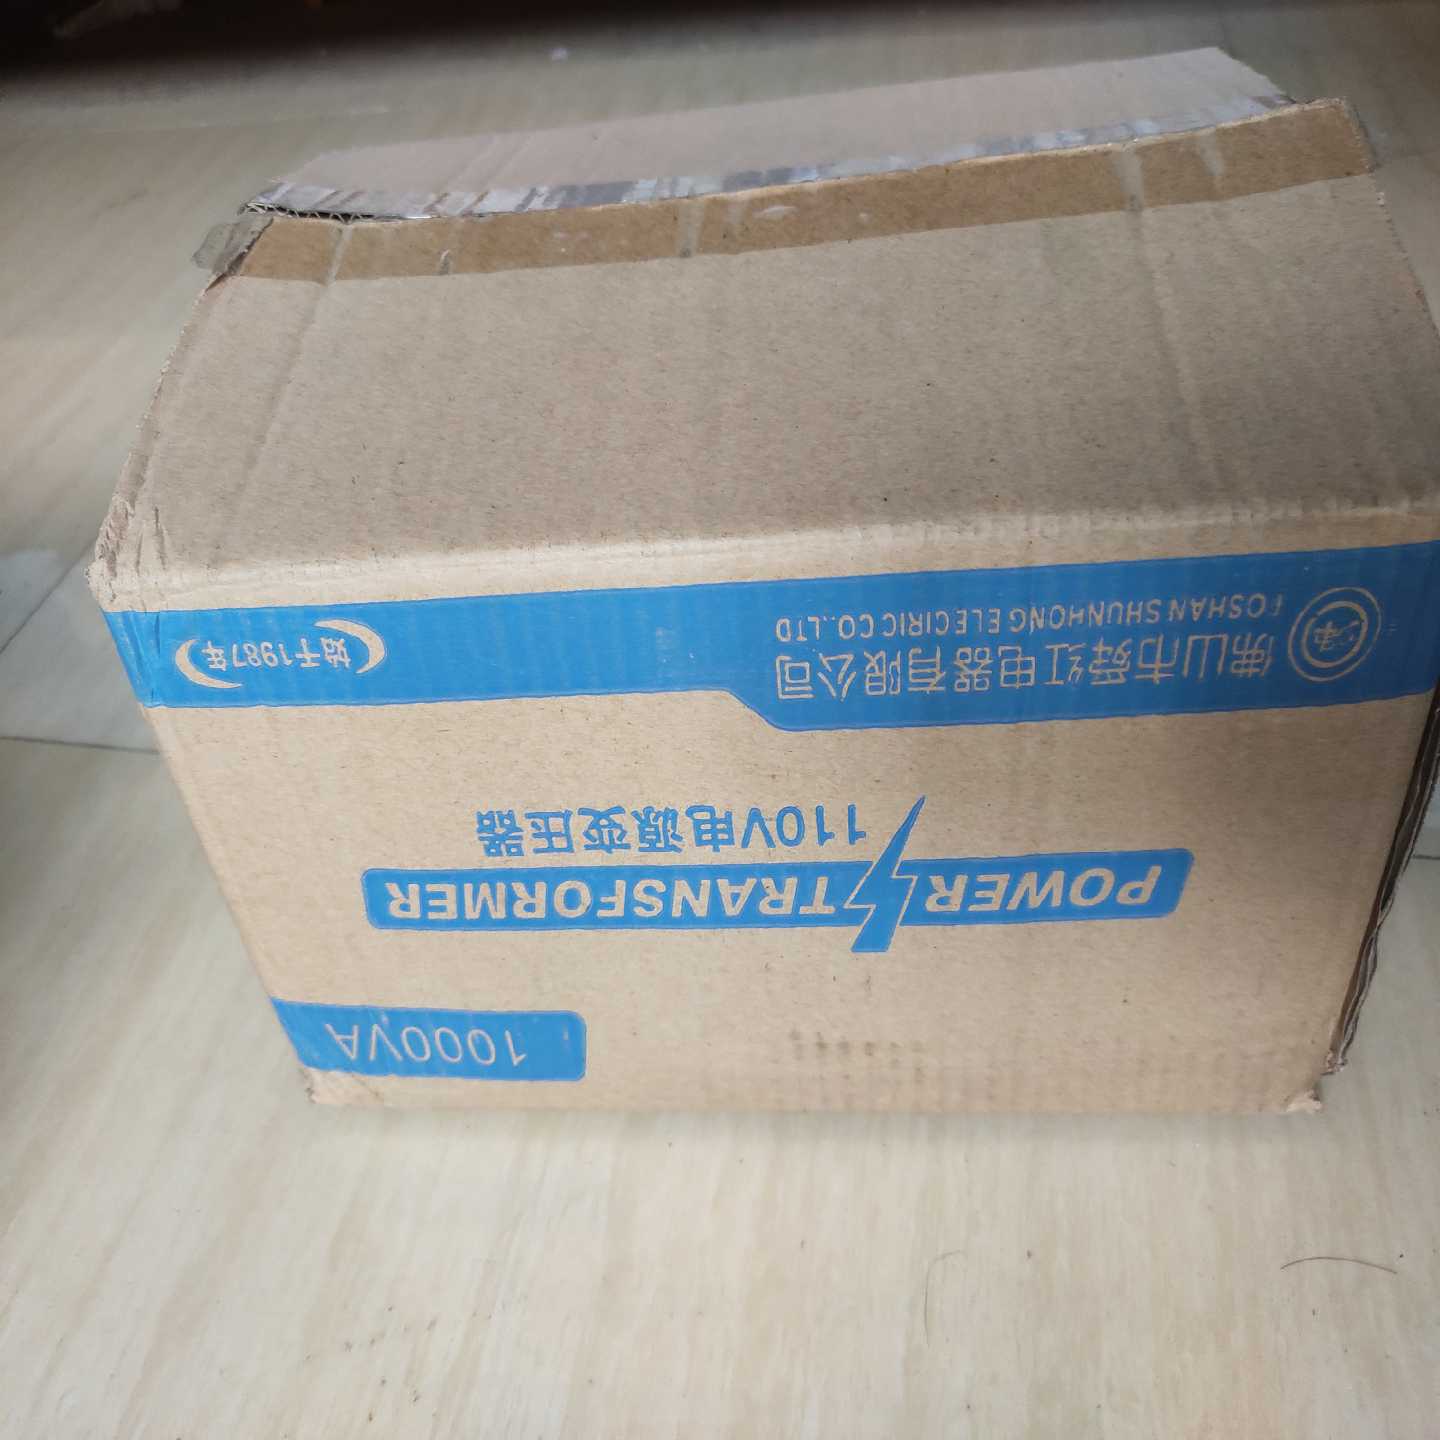 1000VA
POWER TRANSFORMER
110V电源变压器
佛山市舜红电器有限公司
FOSHAN SHUNHONG ELECIRIC CO.,LTD
始于1987年